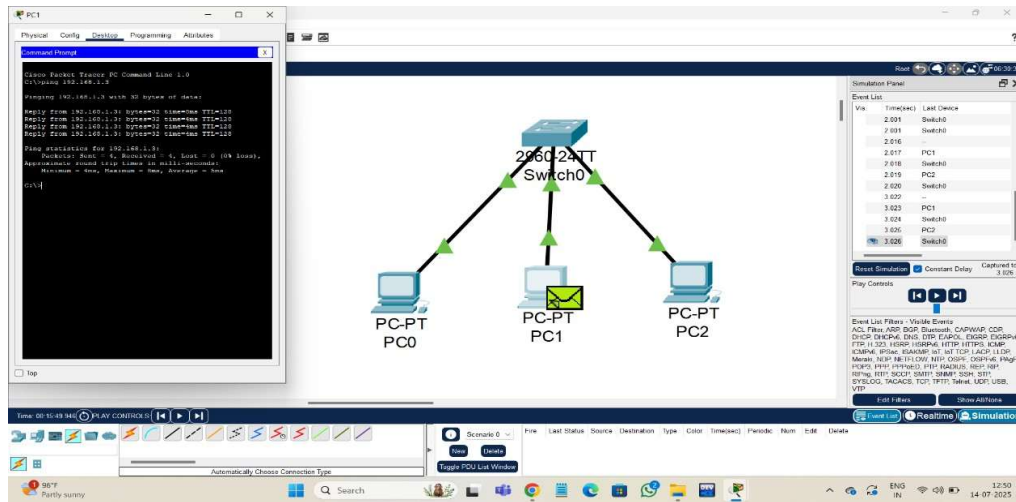 PC1
Physical Config Desktop Programming Attributes
Command Prompt X
Cisco Packet Tracer PC Command Line 1.0
C:\>ping 192.168.1.3
Pinging 192.168.1.3 with 32 bytes of data:
Reply from 192.168.1.3: bytes=32 time=8ms TTL=128
Reply from 192.168.1.3: bytes=32 time=4ms TTL=128
Reply from 192.168.1.3: bytes=32 time=4ms TTL=128
Reply from 192.168.1.3: bytes=32 time=4ms TTL=128
Ping statistics for 192.168.1.3:
Packets: Sent = 4, Received = 4, Lost = 0 (0% loss),
Approximate round trip times in milli-seconds:
Minimum = 4ms, Maximum = 8ms, Average = 5ms
C:\>
Top
2960-24TT
Switch0
PC-PT
PC0
PC-PT
PC1
PC-PT
PC2
Root
Simulation Panel
Event List
Vis Time(sec) Last Device
2.001 Switch0
2.001 Switch0
2.016 --
2.017 PC1
2.018 Switch0
2.019 PC2
2.020 Switch0
3.022 --
3.023 PC1
3.024 Switch0
3.025 PC2
3.026 Switch0
Reset Simulation Constant Delay Captured to
3.026
Play Controls
Event List Filters - Visible Events
ACL Filter, ARP, BGP, Bluetooth, CAPWAP, CDP,
DHCP, DHCPv6, DNS, DTP, EAPOL, EIGRP, EIGRPv
FTP, H.323, HSRP, HSRPv6, HTTP, HTTPS, ICMP,
ICMPv6, IPSec, ISAKMP, IoT, IoT TCP, LACP, LLDP,
Meraki, NDP, NETFLOW, NTP, OSPF, OSPFv6, PAgP
POP3, PPP, PPPoED, PTP, RADIUS, REP, RIP,
RIPng, RTP, SCCP, SMTP, SNMP, SSH, STP,
SYSLOG, TACACS, TCP, TFTP, Telnet, UDP, USB,
VTP
Edit Filters Show All/None
Time: 00:15:49.946 PLAY CONTROLS:
Event List Realtime Simulation
Scenario 0
New Delete
Toggle PDU List Window
Fire Last Status Source Destination Type Color Time(sec) Periodic Num Edit Delete
Automatically Choose Connection Type
96°F
Partly sunny
Search
ENG
IN
12:50
14-07-2025